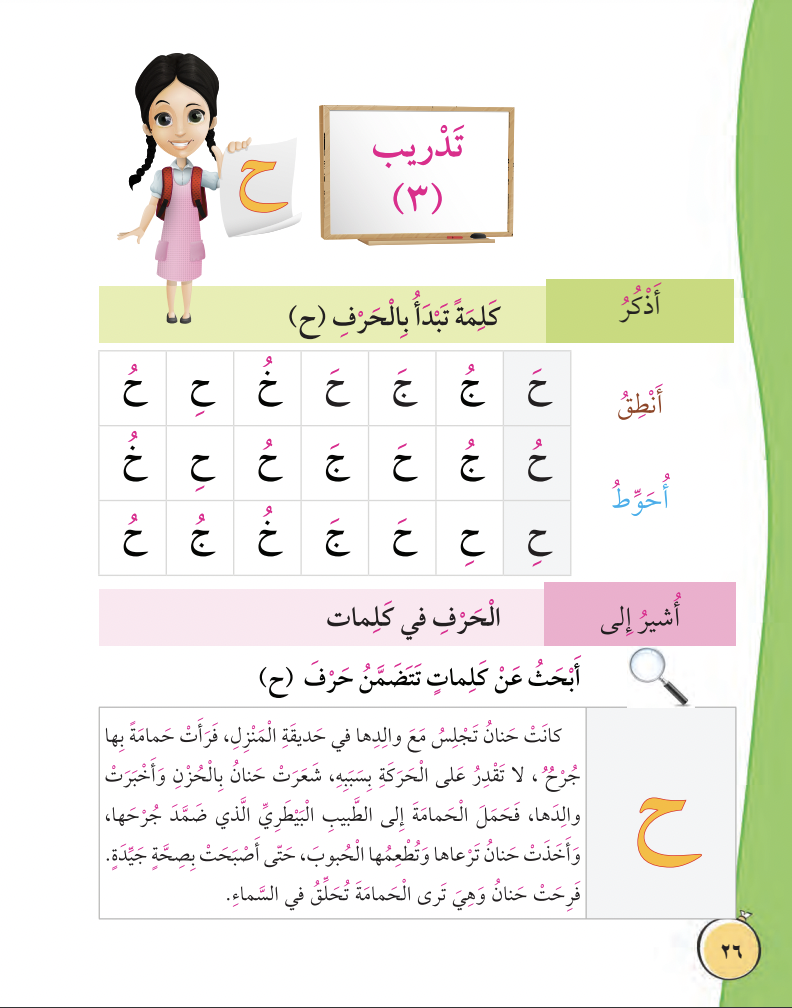 تَدْريب
(٣)
ح
أَذْكُرُ كَلِمَةً تَبْدَأُ بِالْحَرْفِ (ح)
أَنْطِقُ
أُحَوِّطُ
حَ جُ جَ حَ خُ حِ حُ
حُ جُ حَ جَ حُ حِ خُ
حِ حِ حَ جَ خُ جُ حُ
أُشيرُ إِلى الْحَرْفِ في كَلِمات
أَبْحَثُ عَنْ كَلِماتٍ تَتَضَمَّنُ حَرْفَ (ح)
ح
كانَتْ حَنانُ تَجْلِسُ مَعَ والِدِها في حَديقَةِ الْمَنْزِلِ، فَرَأَتْ حَمامَةً بِها
جُرْحٌ، لا تَقْدِرُ عَلى الْحَرَكَةِ بِسَبَبِهِ، شَعَرَتْ حَنانُ بِالْحُزْنِ وَأَخْبَرَتْ
والِدَها، فَحَمَلَ الْحَمامَةَ إِلى الطَّبيبِ الْبَيْطَرِيِّ الَّذي ضَمَّدَ جُرْحَها،
وَأَخَذَتْ حَنانُ تَرْعاها وَتُطْعِمُها الْحُبوبَ، حَتّى أَصْبَحَتْ بِصِحَّةٍ جَيِّدَةٍ.
فَرِحَتْ حَنانُ وَهِيَ تَرى الْحَمامَةَ تُحَلِّقُ في السَّماءِ.
٢٦